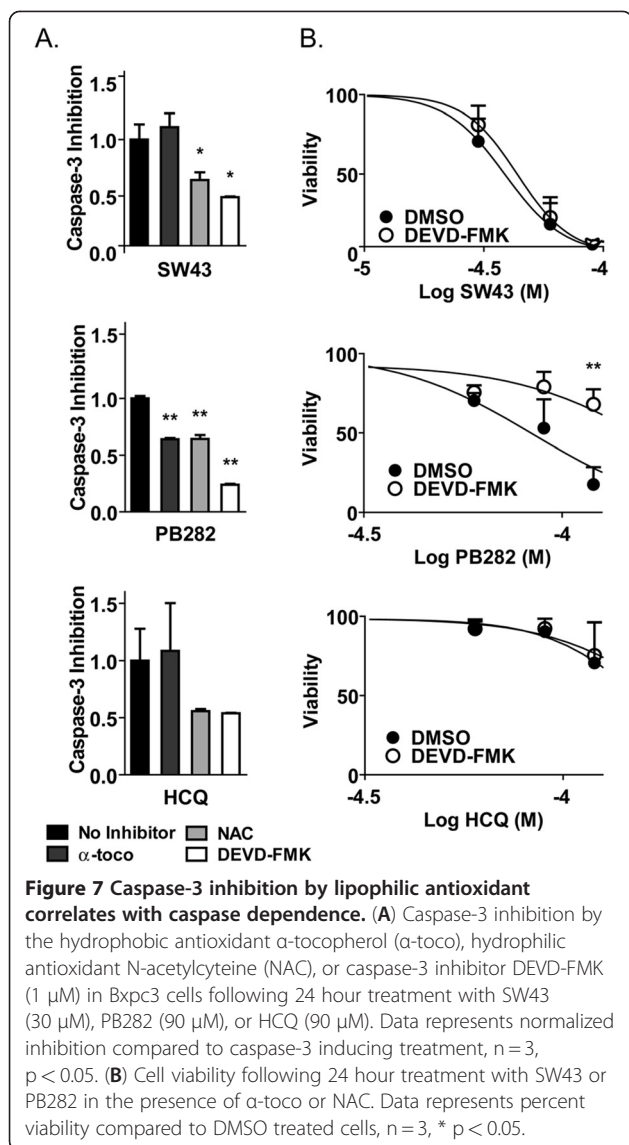 A.
B.
Caspase-3 Inhibition
1.5
1.0
0.5
0.0
*
*
SW43
Viability
100
50
0
DMSO
DEVD-FMK
-5
-4.5
-4
Log SW43 (M)
Caspase-3 Inhibition
1.5
1.0
0.5
0.0
**
**
**
PB282
Viability
100
50
0
**
DMSO
DEVD-FMK
-4.5
-4
Log PB282 (M)
Caspase-3 Inhibition
1.5
1.0
0.5
0.0
HCQ
Viability
100
50
0
DMSO
DEVD-FMK
-4.5
-4
Log HCQ (M)
No Inhibitor
NAC
α-toco
DEVD-FMK
Figure 7 Caspase-3 inhibition by lipophilic antioxidant
correlates with caspase dependence. (A) Caspase-3 inhibition by
the hydrophobic antioxidant α-tocopherol (α-toco), hydrophilic
antioxidant N-acetylcyteine (NAC), or caspase-3 inhibitor DEVD-FMK
(1 μM) in Bxpc3 cells following 24 hour treatment with SW43
(30 μM), PB282 (90 μM), or HCQ (90 μM). Data represents normalized
inhibition compared to caspase-3 inducing treatment, n = 3,
p < 0.05. (B) Cell viability following 24 hour treatment with SW43 or
PB282 in the presence of α-toco or NAC. Data represents percent
viability compared to DMSO treated cells, n = 3, * p < 0.05.